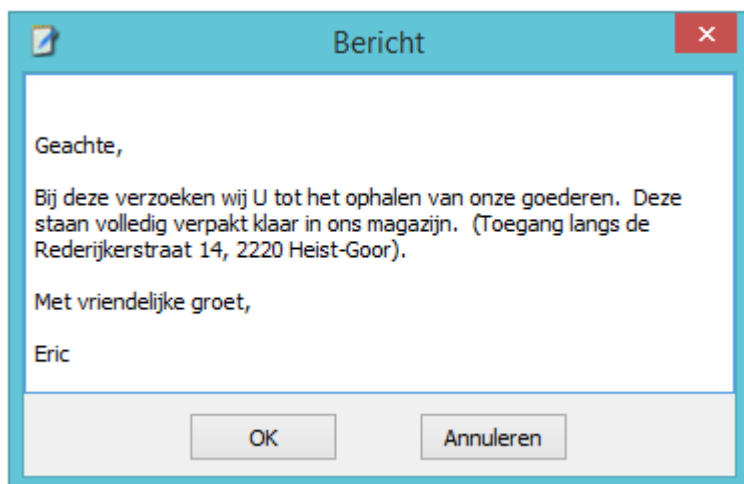 Bericht
Geachte,
Bij deze verzoeken wij U tot het ophalen van onze goederen.  Deze
staan volledig verpakt klaar in ons magazijn.  (Toegang langs de
Rederijkerstraat 14, 2220 Heist-Goor).
Met vriendelijke groet,
Eric
OK
Annuleren